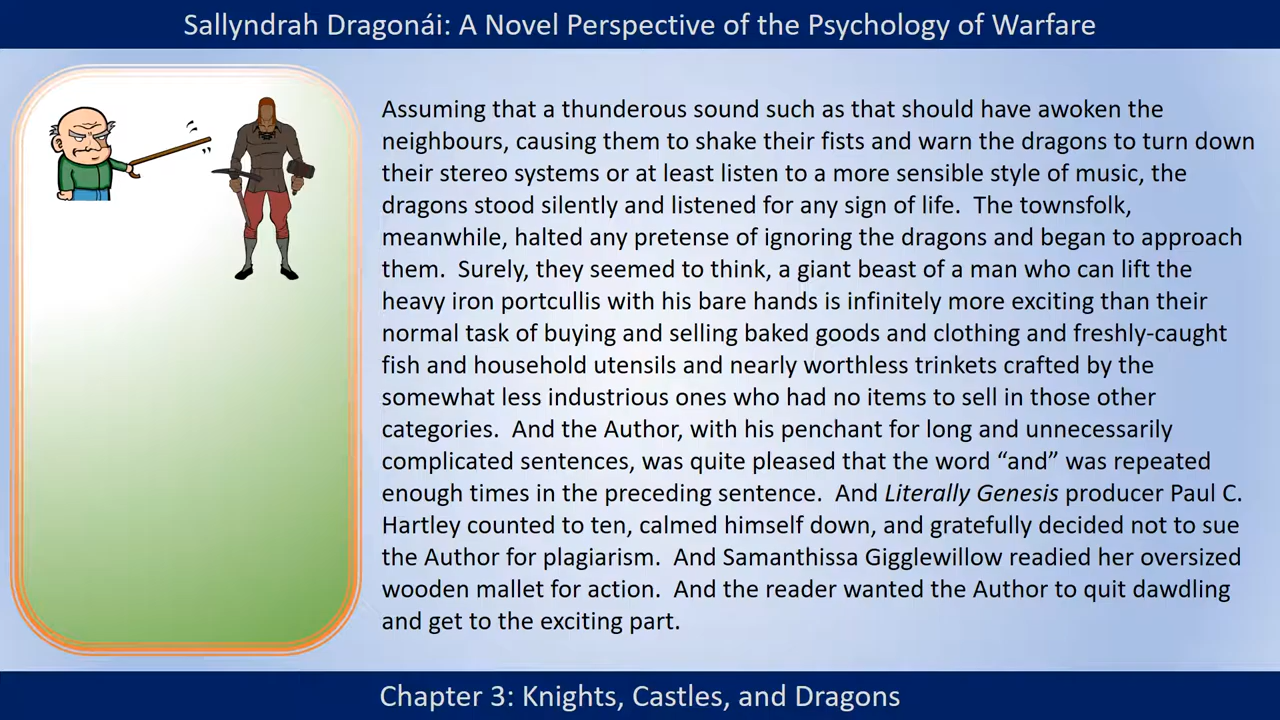 Sallyndrah Dragonái: A Novel Perspective of the Psychology of Warfare
Assuming that a thunderous sound such as that should have awoken the
neighbours, causing them to shake their fists and warn the dragons to turn down
their stereo systems or at least listen to a more sensible style of music, the
dragons stood silently and listened for any sign of life.  The townsfolk,
meanwhile, halted any pretense of ignoring the dragons and began to approach
them.  Surely, they seemed to think, a giant beast of a man who can lift the
heavy iron portcullis with his bare hands is infinitely more exciting than their
normal task of buying and selling baked goods and clothing and freshly-caught
fish and household utensils and nearly worthless trinkets crafted by the
somewhat less industrious ones who had no items to sell in those other
categories.  And the Author, with his penchant for long and unnecessarily
complicated sentences, was quite pleased that the word “and” was repeated
enough times in the preceding sentence.  And Literally Genesis producer Paul C.
Hartley counted to ten, calmed himself down, and gratefully decided not to sue
the Author for plagiarism.  And Samanthissa Gigglewillow readied her oversized
wooden mallet for action.  And the reader wanted the Author to quit dawdling
and get to the exciting part.
Chapter 3: Knights, Castles, and Dragons